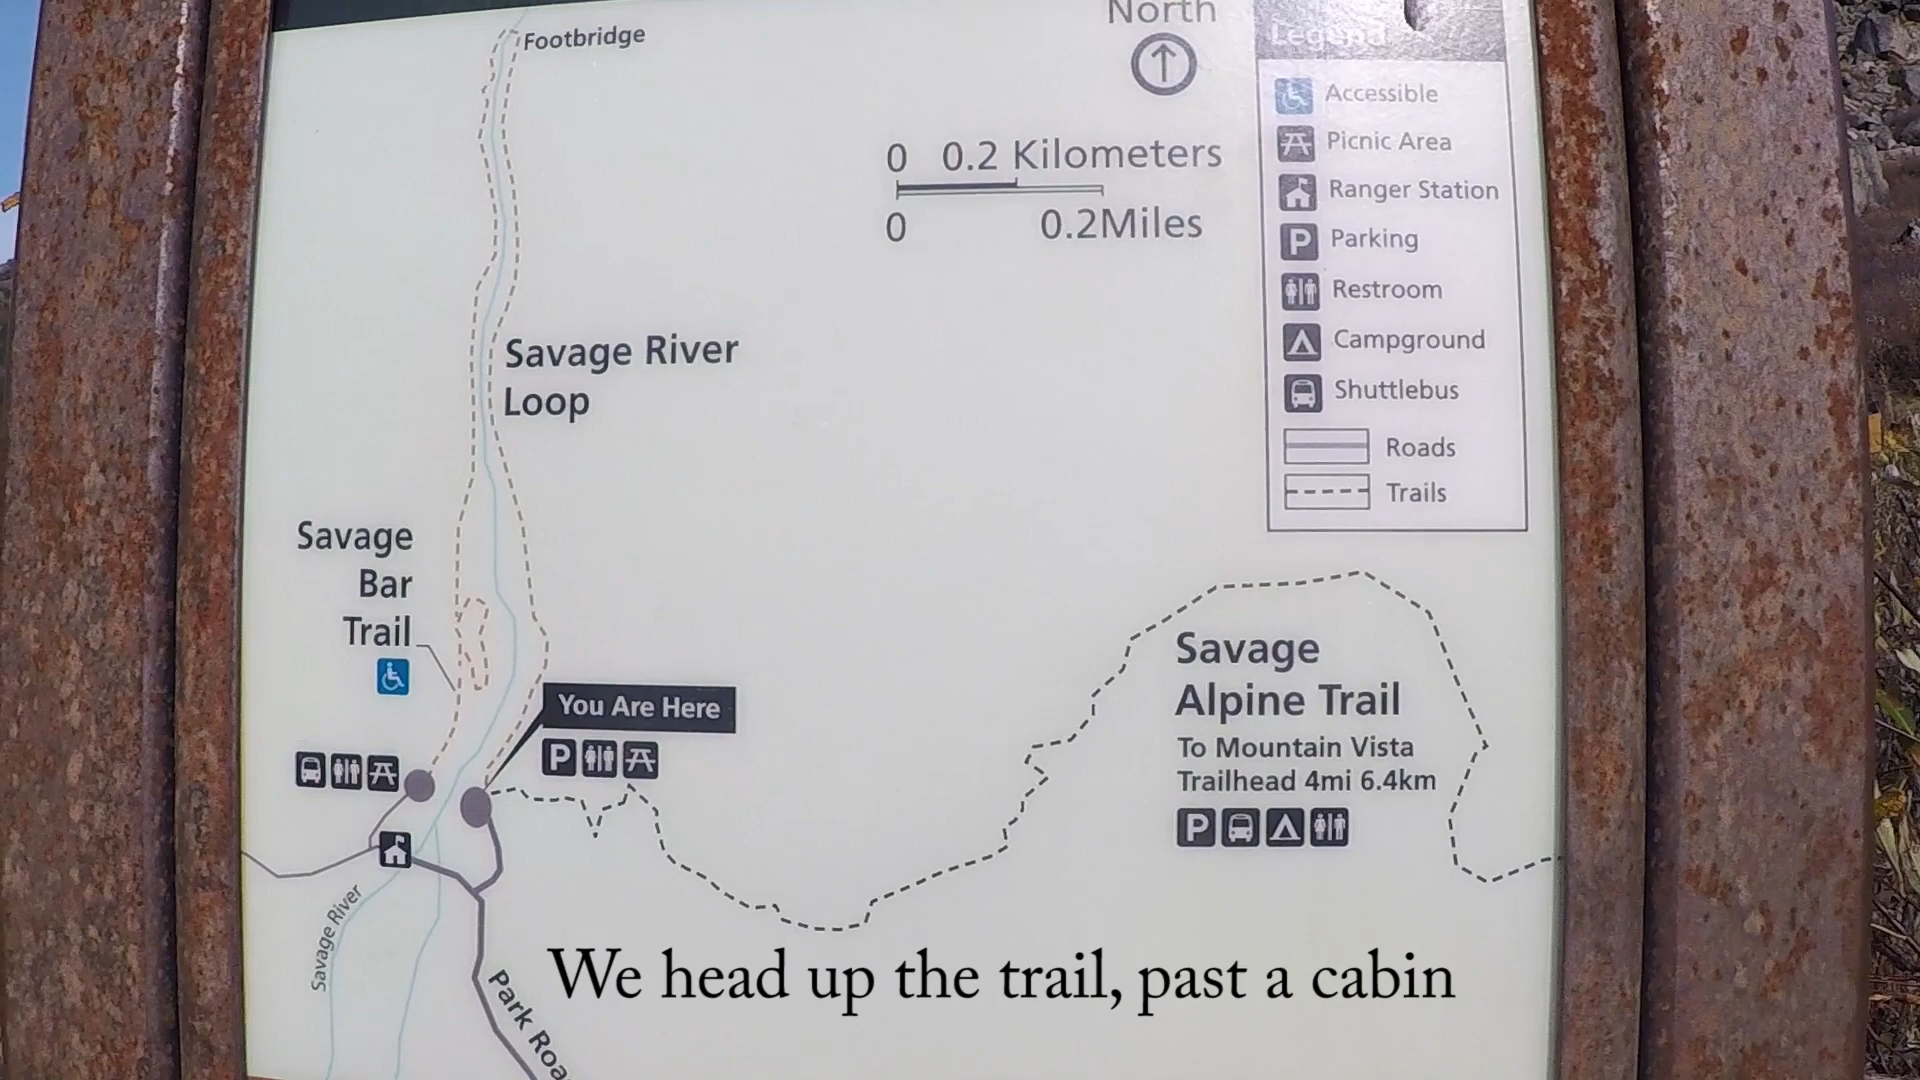 Footbridge
North
Legend
0 0.2 Kilometers
0 0.2Miles
Accessible
Picnic Area
Ranger Station
P Parking
Restroom
Campground
Shuttlebus
Roads
Trails
Savage River
Loop
Savage
Bar
Trail
You Are Here
P
Savage
Alpine Trail
To Mountain Vista
Trailhead 4mi 6.4km
P
Savage River
Park Roa
We head up the trail, past a cabin